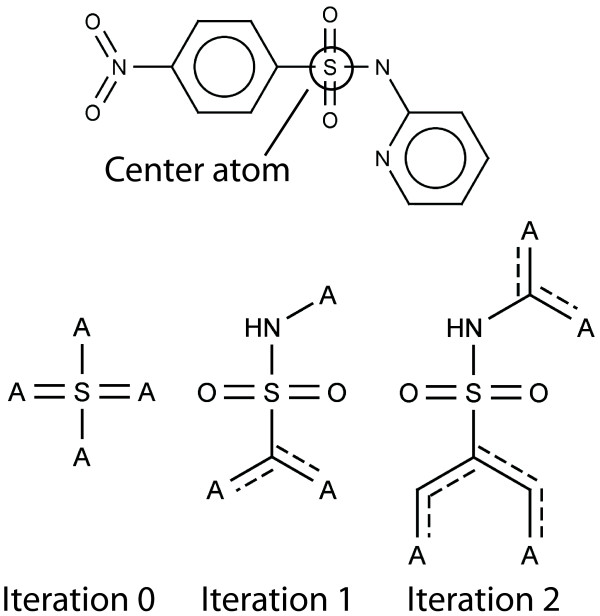 O
O
N
S
N
O
O
N
Center atom
A
A
HN
A
HN
A
A
A S A
O S O
O S O
A
A
A
A
A
Iteration 0
Iteration 1
Iteration 2